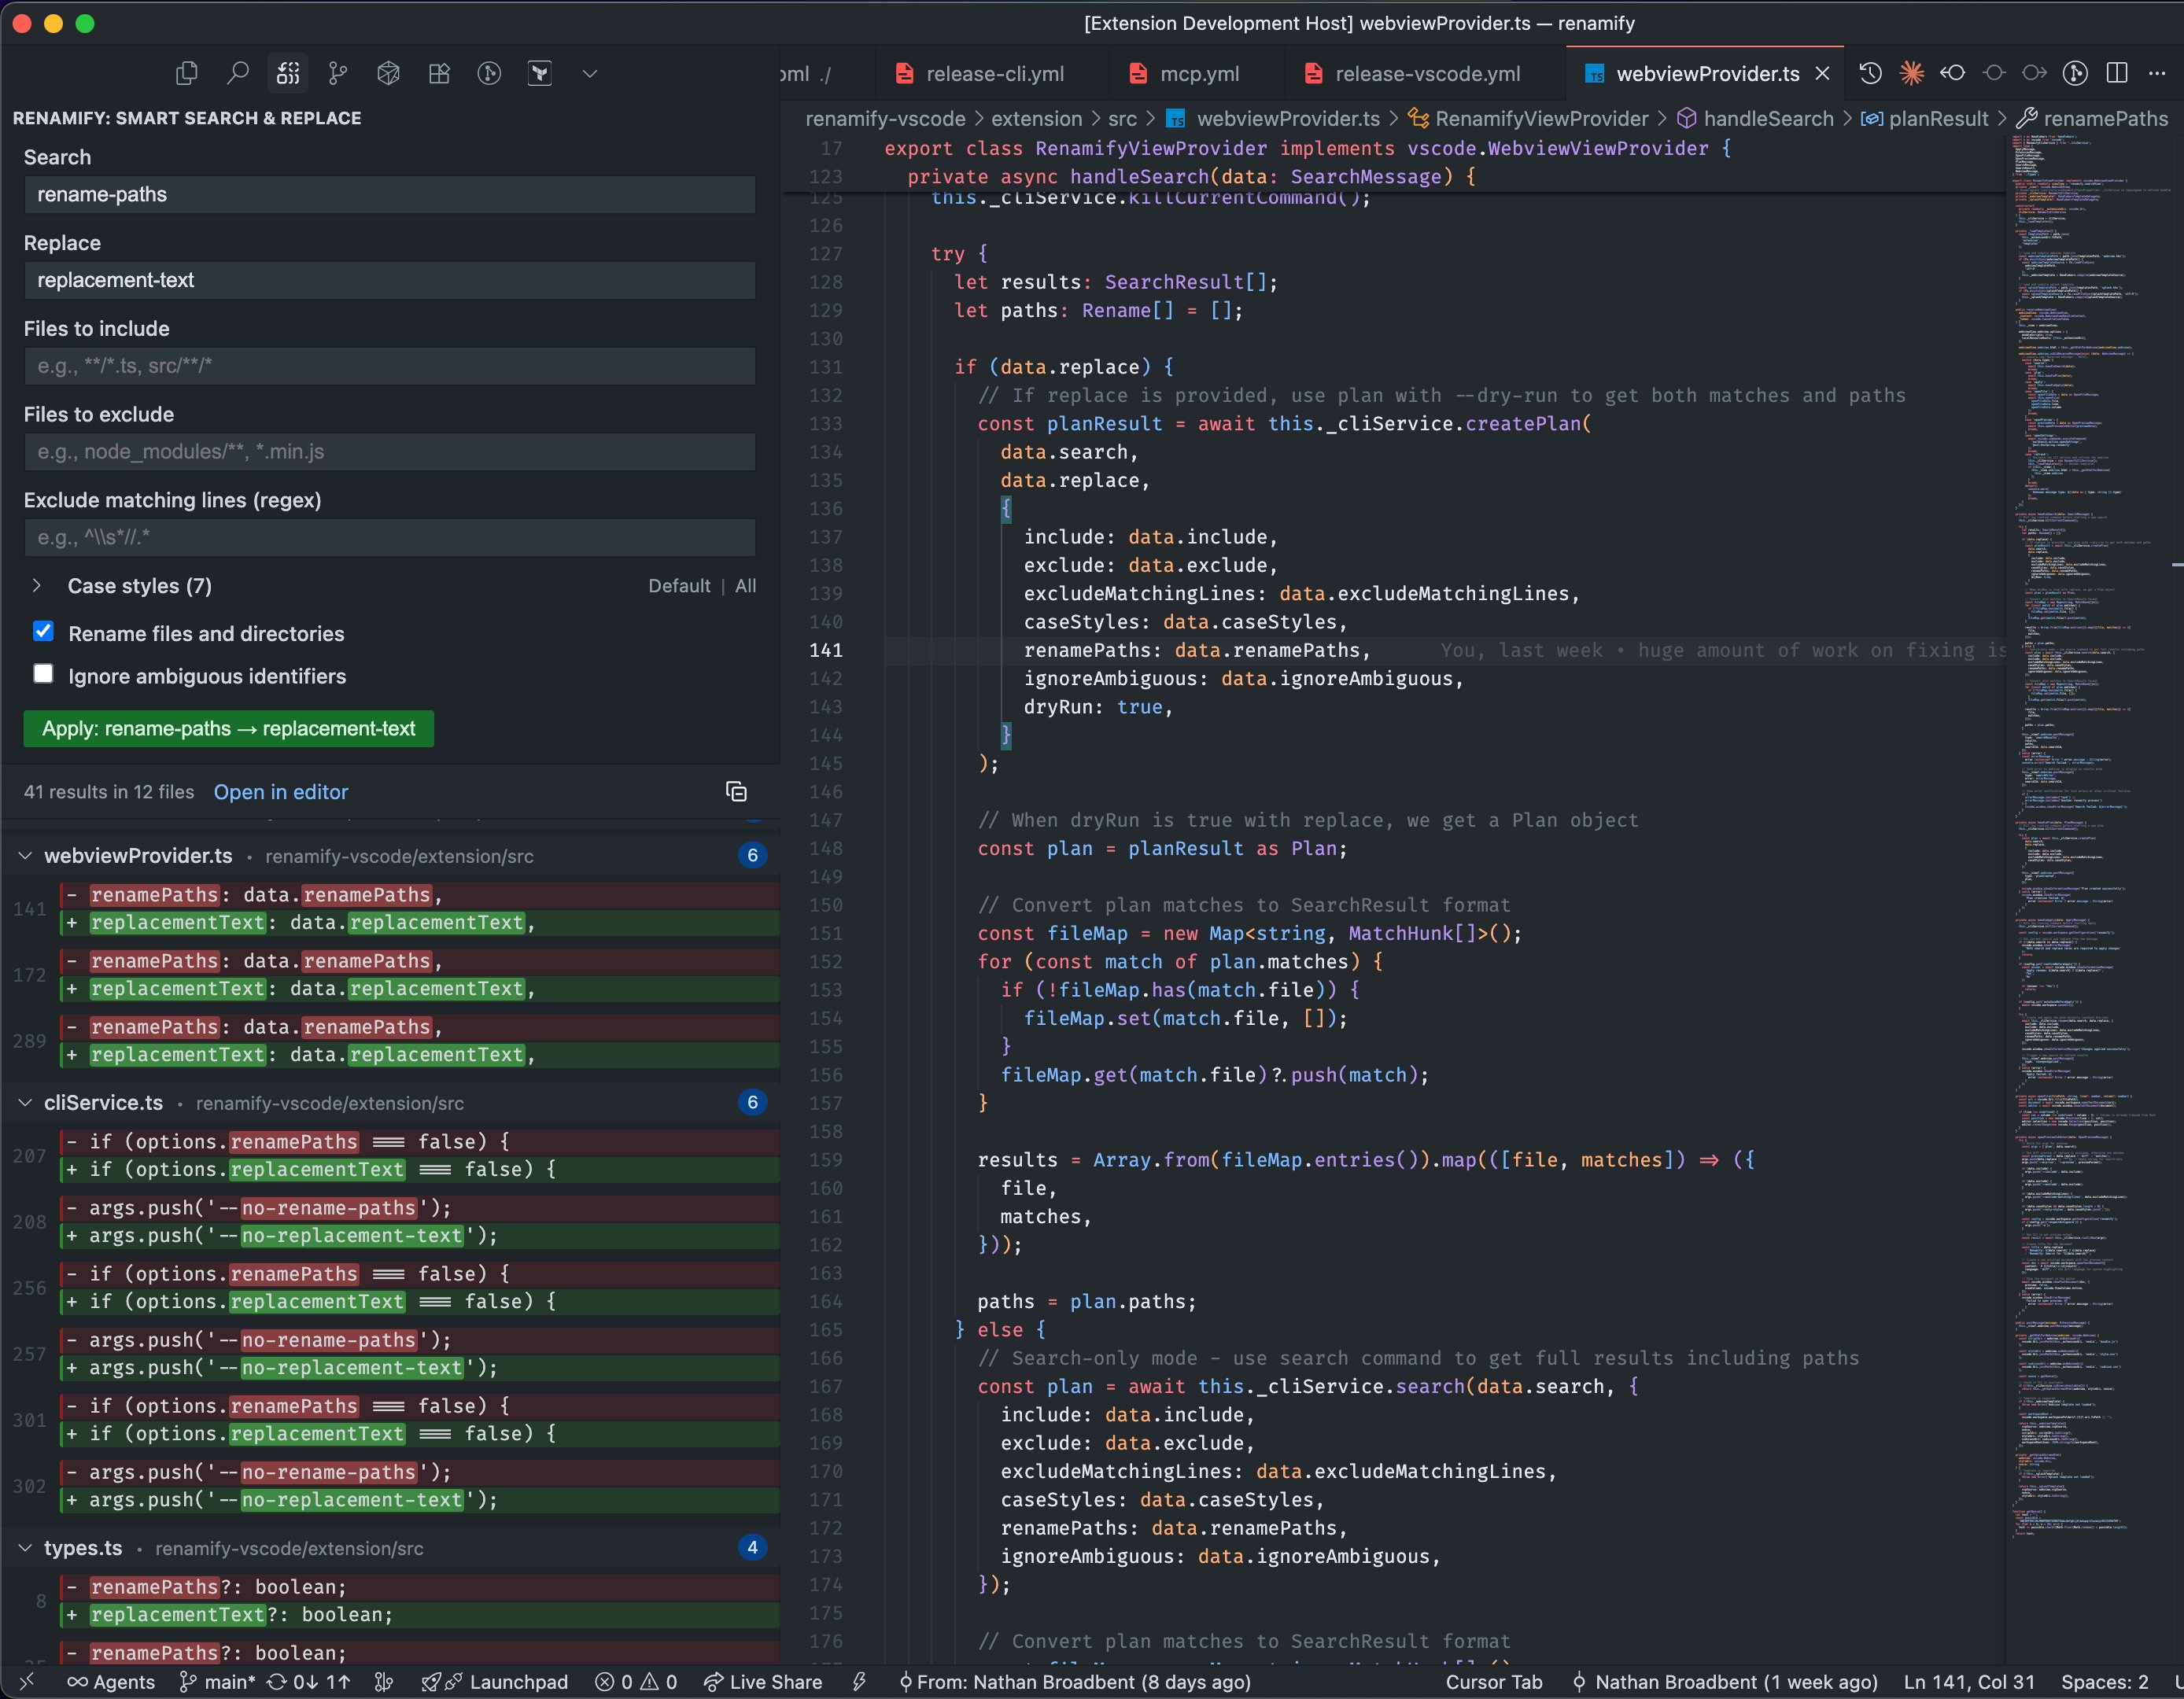 [Extension Development Host] webviewProvider.ts — renamify
oml ./
release-cli.yml
mcp.yml
release-vscode.yml
TS webviewProvider.ts
RENAMIFY: SMART SEARCH & REPLACE
Search
rename-paths
Replace
replacement-text
Files to include
e.g., **/*.ts, src/**/*
Files to exclude
e.g., node_modules/**, *.min.js
Exclude matching lines (regex)
e.g., ^\\s*//.*
Case styles (7)
Default | All
Rename files and directories
Ignore ambiguous identifiers
Apply: rename-paths → replacement-text
41 results in 12 files Open in editor
webviewProvider.ts • renamify-vscode/extension/src 6
141
- renamePaths: data.renamePaths,
+ replacementText: data.replacementText,
172
- renamePaths: data.renamePaths,
+ replacementText: data.replacementText,
289
- renamePaths: data.renamePaths,
+ replacementText: data.replacementText,
cliService.ts • renamify-vscode/extension/src 6
207
- if (options.renamePaths === false) {
+ if (options.replacementText === false) {
208
- args.push('--no-rename-paths');
+ args.push('--no-replacement-text');
256
- if (options.renamePaths === false) {
+ if (options.replacementText === false) {
257
- args.push('--no-rename-paths');
+ args.push('--no-replacement-text');
301
- if (options.renamePaths === false) {
+ if (options.replacementText === false) {
302
- args.push('--no-rename-paths');
+ args.push('--no-replacement-text');
types.ts • renamify-vscode/extension/src 4
8
- renamePaths?: boolean;
+ replacementText?: boolean;
- renamePaths?: boolean;
renamify-vscode > extension > src > TS webviewProvider.ts > RenamifyViewProvider > handleSearch > planResult > renamePaths
17 export class RenamifyViewProvider implements vscode.WebviewViewProvider {
123 private async handleSearch(data: SearchMessage) {
125 this._cliService.killCurrentCommand();
126
127 try {
128 let results: SearchResult[];
129 let paths: Rename[] = [];
130
131 if (data.replace) {
132 // If replace is provided, use plan with --dry-run to get both matches and paths
133 const planResult = await this._cliService.createPlan(
134 data.search,
135 data.replace,
136 {
137 include: data.include,
138 exclude: data.exclude,
139 excludeMatchingLines: data.excludeMatchingLines,
140 caseStyles: data.caseStyles,
141 renamePaths: data.renamePaths, You, last week • huge amount of work on fixing is
142 ignoreAmbiguous: data.ignoreAmbiguous,
143 dryRun: true,
144 }
145 );
146
147 // When dryRun is true with replace, we get a Plan object
148 const plan = planResult as Plan;
149
150 // Convert plan matches to SearchResult format
151 const fileMap = new Map<string, MatchHunk[]>();
152 for (const match of plan.matches) {
153 if (!fileMap.has(match.file)) {
154 fileMap.set(match.file, []);
155 }
156 fileMap.get(match.file)?.push(match);
157 }
158
159 results = Array.from(fileMap.entries()).map(([file, matches]) => ({
160 file,
161 matches,
162 }));
163
164 paths = plan.paths;
165 } else {
166 // Search-only mode - use search command to get full results including paths
167 const plan = await this._cliService.search(data.search, {
168 include: data.include,
169 exclude: data.exclude,
170 excludeMatchingLines: data.excludeMatchingLines,
171 caseStyles: data.caseStyles,
172 renamePaths: data.renamePaths,
173 ignoreAmbiguous: data.ignoreAmbiguous,
174 });
175
176 // Convert plan matches to SearchResult format
Agents main* 0↓ 1↑ Launchpad 0 0 Live Share From: Nathan Broadbent (8 days ago) Cursor Tab Nathan Broadbent (1 week ago) Ln 141, Col 31 Spaces: 2